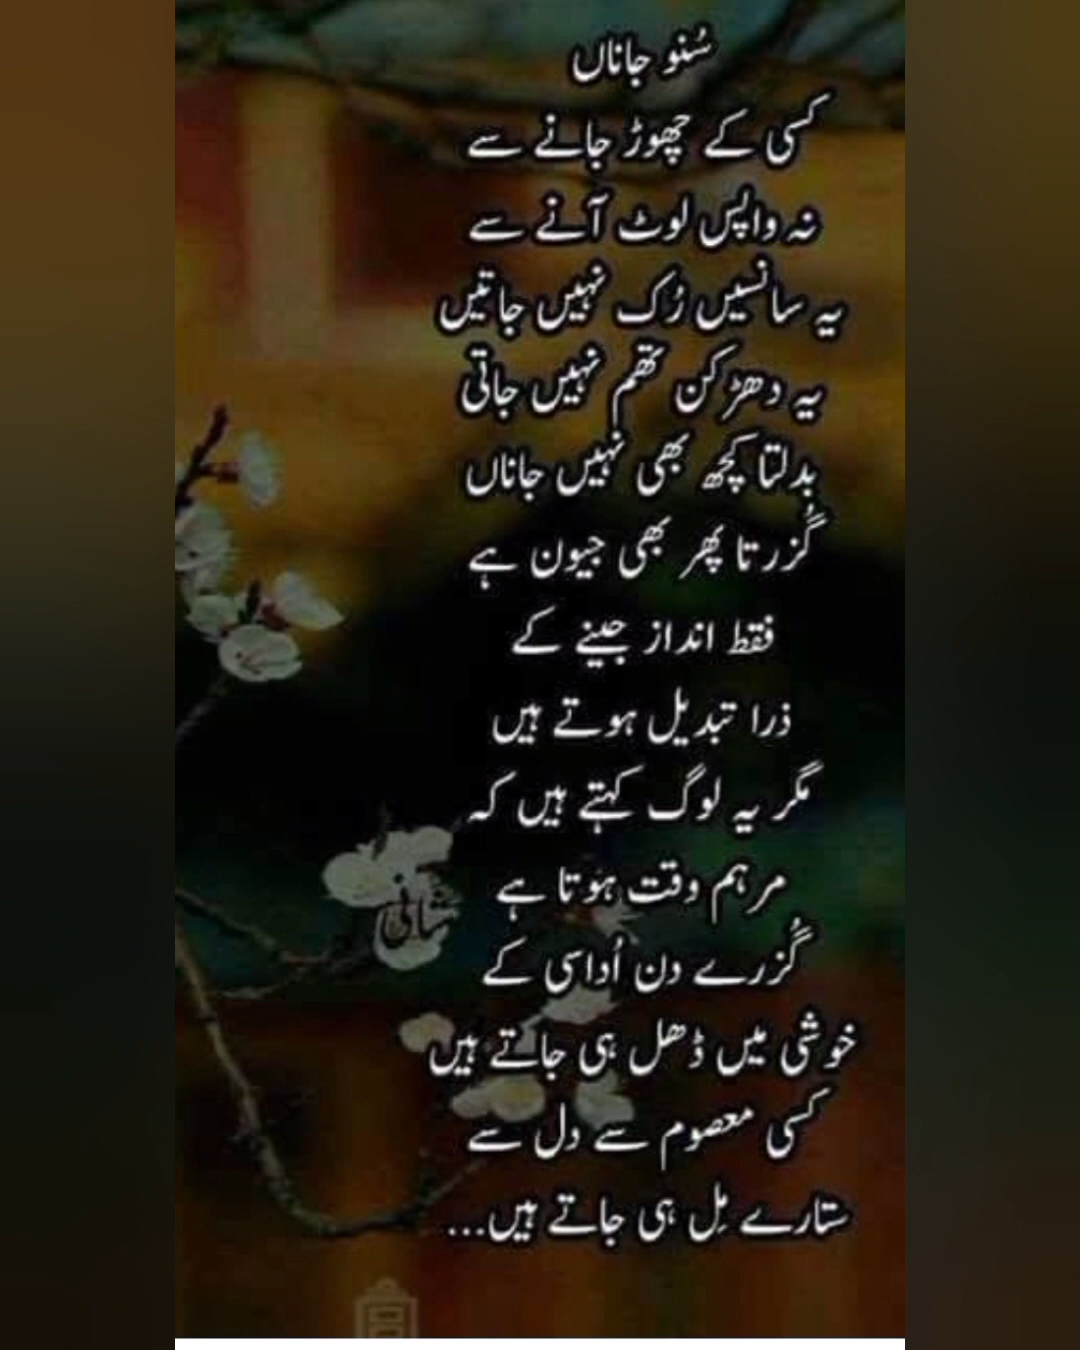 سُنو جاناں
کسی کے چھوڑ جانے سے
نہ واپس لوٹ آنے سے
یہ سانسیں رُک نہیں جاتیں
یہ دھڑکن تھم نہیں جاتی
بدلتا کچھ بھی نہیں جاناں
گُزرتا پھر بھی جیون ہے
فقط انداز جینے کے
ذرا تبدیل ہوتے ہیں
مگر یہ لوگ کہتے ہیں کہ
مرہم وقت ہوتا ہے
شانی
گُزرے دن اُداسی کے
خوشی میں ڈھل ہی جاتے ہیں
کسی معصوم سے دل سے
ستارے مِل ہی جاتے ہیں...